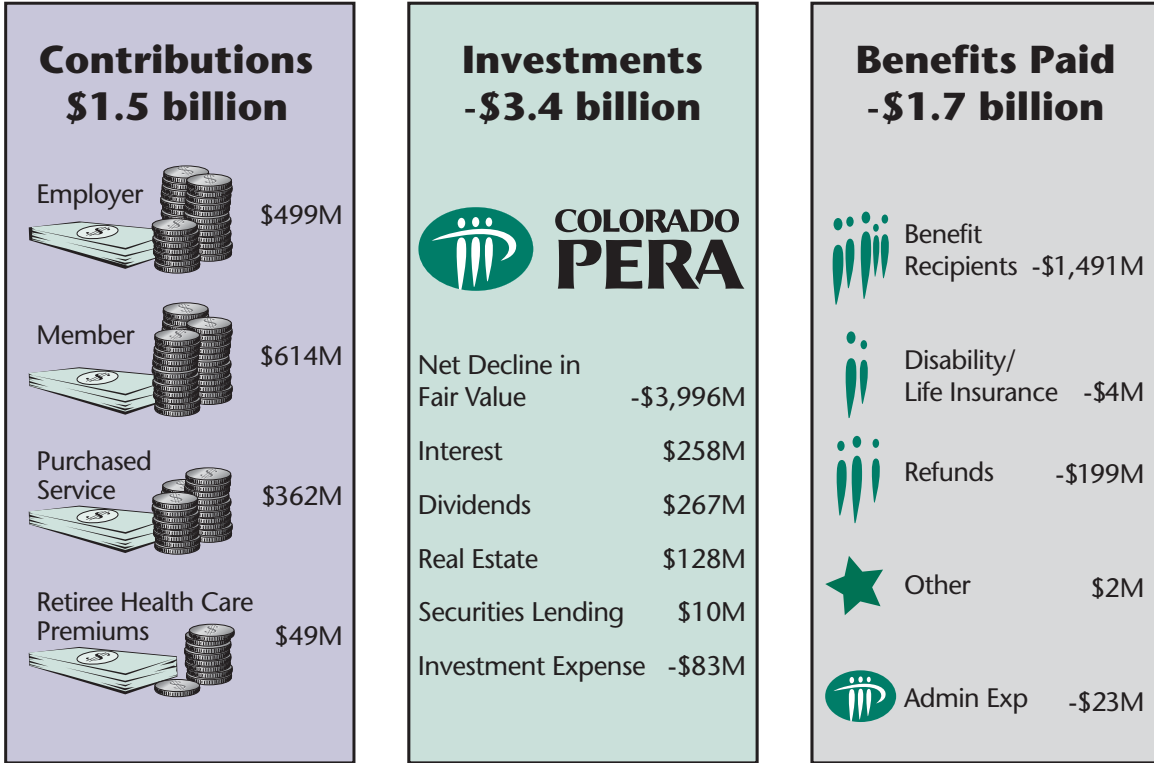 Contributions
$1.5 billion
Employer
$499M
Member
$614M
Purchased
Service
$362M
Retiree Health Care
Premiums
$49M
Investments
-$3.4 billion
COLORADO
PERA
Net Decline in
Fair Value -$3,996M
Interest $258M
Dividends $267M
Real Estate $128M
Securities Lending $10M
Investment Expense -$83M
Benefits Paid
-$1.7 billion
Benefit
Recipients -$1,491M
Disability/
Life Insurance -$4M
Refunds -$199M
Other $2M
Admin Exp -$23M